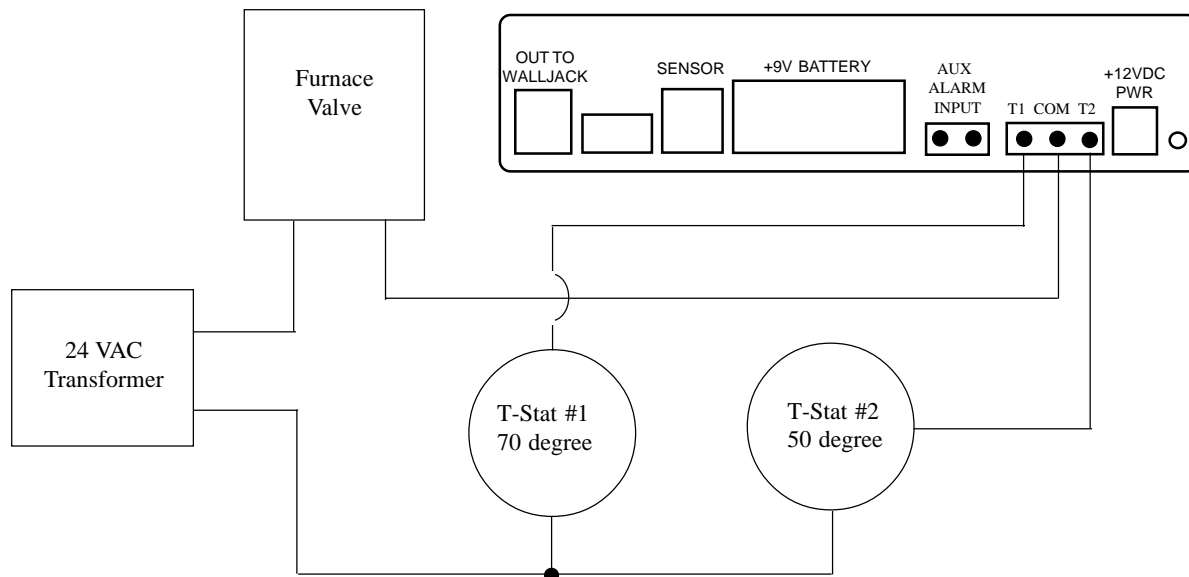 Furnace
Valve
OUT TO
WALLJACK
SENSOR
+9V BATTERY
AUX
ALARM
INPUT
T1 COM T2
+12VDC
PWR
24 VAC
Transformer
T-Stat #1
70 degree
T-Stat #2
50 degree